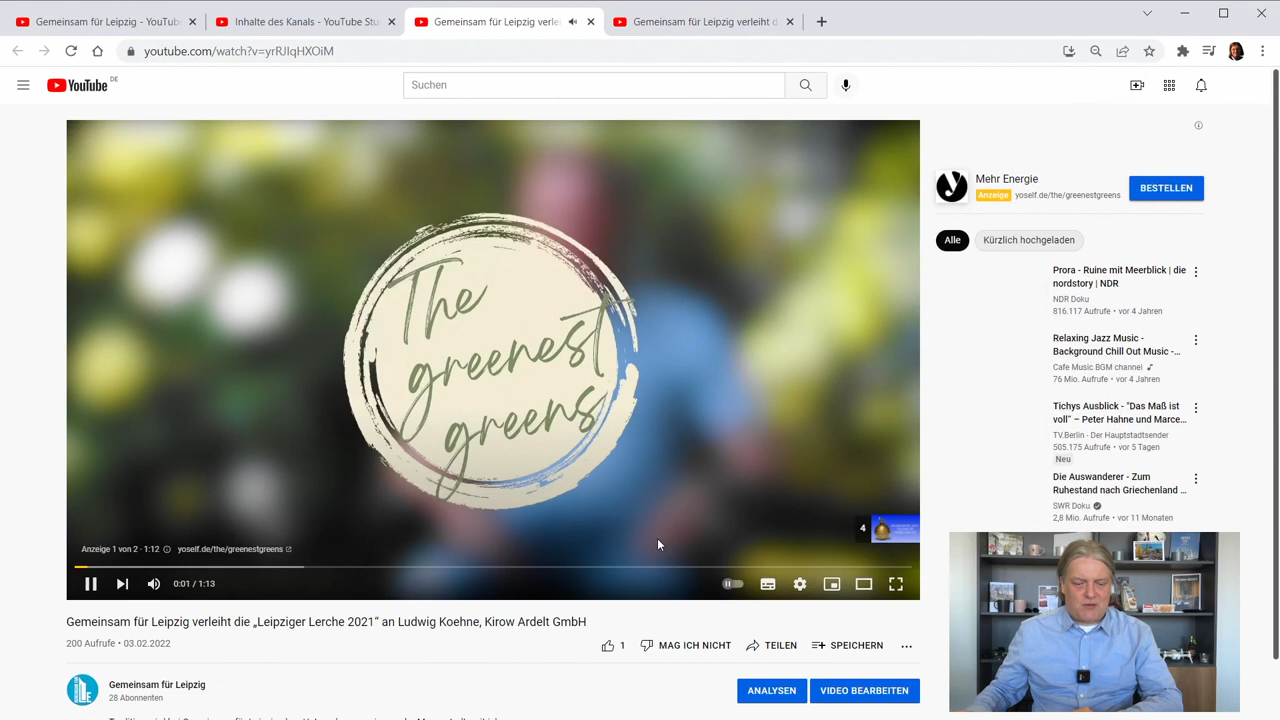 Gemeinsam für Leipzig - YouTub
Inhalte des Kanals - YouTube Stu
Gemeinsam für Leipzig verle
Gemeinsam für Leipzig verleiht d
youtube.com/watch?v=yrRJIqHXOiM
YouTube DE
Suchen
The
greenest
greens
4
Anzeige 1 von 2 · 1:12
yoself.de/the/greenestgreens
0:01 / 1:13
Gemeinsam für Leipzig verleiht die „Leipziger Lerche 2021" an Ludwig Koehne, Kirow Ardelt GmbH
200 Aufrufe • 03.02.2022
1
MAG ICH NICHT
TEILEN
SPEICHERN
Gemeinsam für Leipzig
28 Abonnenten
ANALYSEN
VIDEO BEARBEITEN
Mehr Energie
Anzeige yoself.de/the/greenestgreens
BESTELLEN
Alle
Kürzlich hochgeladen
Prora - Ruine mit Meerblick | die
nordstory | NDR
NDR Doku
816.117 Aufrufe • vor 4 Jahren
Relaxing Jazz Music -
Background Chill Out Music -...
Cafe Music BGM channel
76 Mio. Aufrufe • vor 4 Jahren
Tichys Ausblick - "Das Maß ist
voll" – Peter Hahne und Marce...
TV.Berlin - Der Hauptstadtsender
505.175 Aufrufe • vor 5 Tagen
Neu
Die Auswanderer - Zum
Ruhestand nach Griechenland ...
SWR Doku
2,8 Mio. Aufrufe • vor 11 Monaten